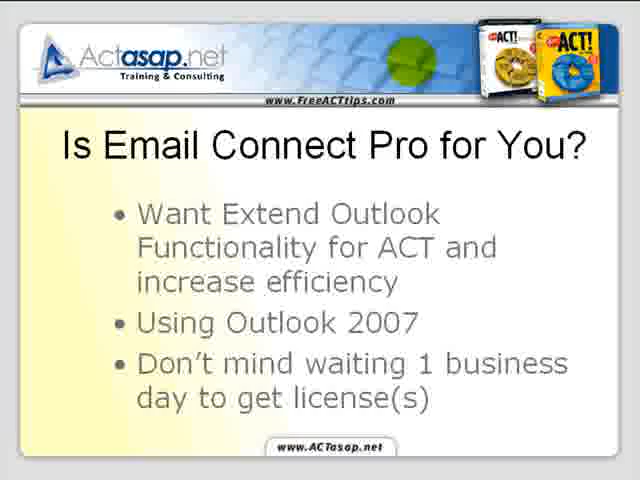 Actasap.net
Training & Consulting
ACT!
www.FreeACTtips.com
Is Email Connect Pro for You?
• Want Extend Outlook
Functionality for ACT and
increase efficiency
• Using Outlook 2007
• Don't mind waiting 1 business
day to get license(s)
www.ACTasap.net